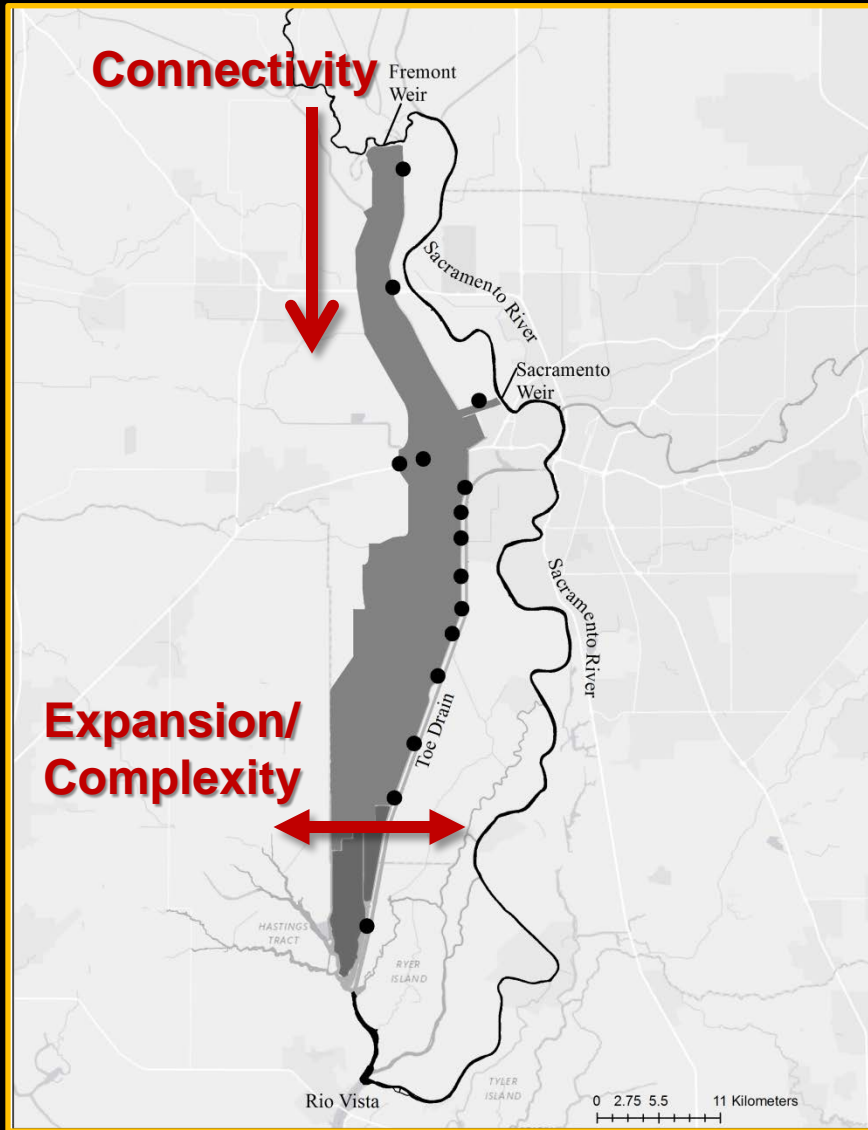 Connectivity
Fremont
Weir
Sacramento River
Sacramento
Weir
Sacramento River
Expansion/
Complexity
Toe Drain
HASTINGS
TRACT
RYER
ISLAND
Rio Vista
TYLER
ISLAND
0 2.75 5.5 11 Kilometers